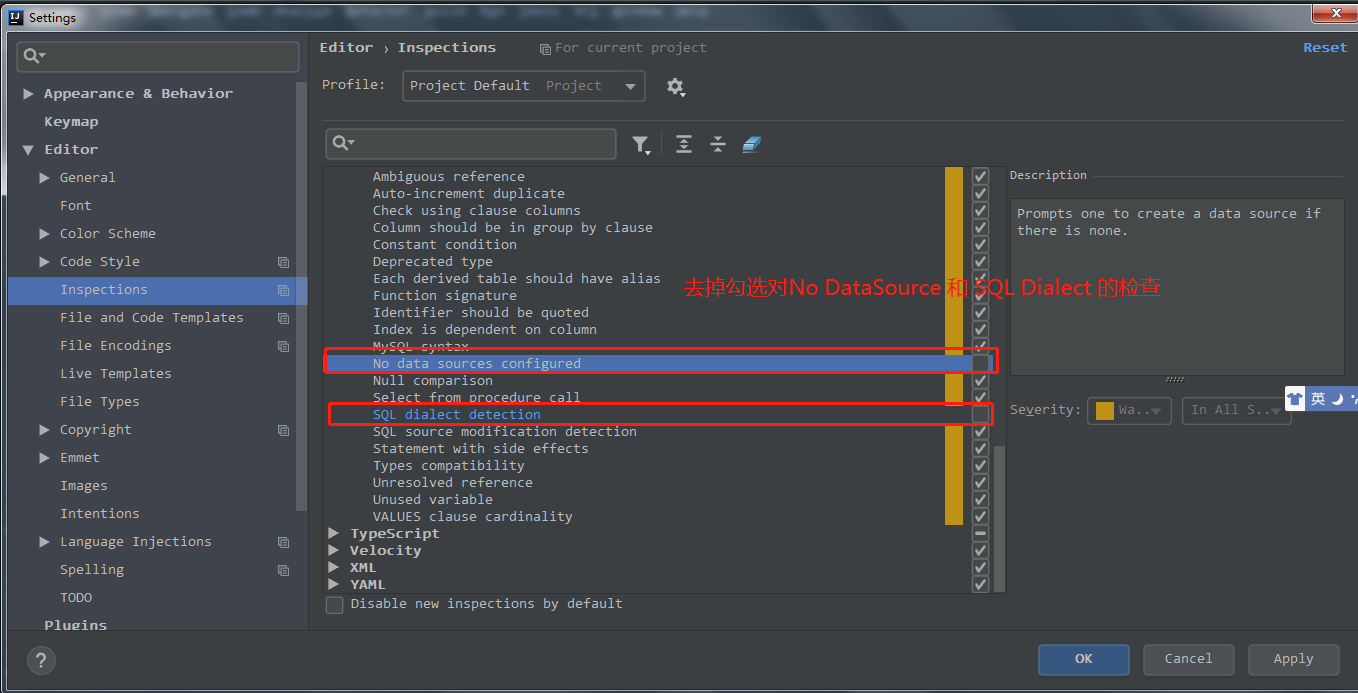 Settings
Editor › Inspections
For current project
Reset
Profile:
Project Default Project
Appearance & Behavior
Keymap
Editor
General
Font
Color Scheme
Code Style
Inspections
File and Code Templates
File Encodings
Live Templates
File Types
Copyright
Emmet
Images
Intentions
Language Injections
Spelling
TODO
Plugins
Ambiguous reference
Auto-increment duplicate
Check using clause columns
Column should be in group by clause
Constant condition
Deprecated type
Each derived table should have alias
去掉勾选对No DataSource 和 SQL Dialect 的检查
Function signature
Identifier should be quoted
Index is dependent on column
MySQL syntax
No data sources configured
Null comparison
Select from procedure call
SQL dialect detection
SQL source modification detection
Statement with side effects
Types compatibility
Unresolved reference
Unused variable
VALUES clause cardinality
TypeScript
Velocity
XML
YAML
Disable new inspections by default
Description
Prompts one to create a data source if
there is none.
Severity:
Wa..
In All S..
英
?
OK
Cancel
Apply